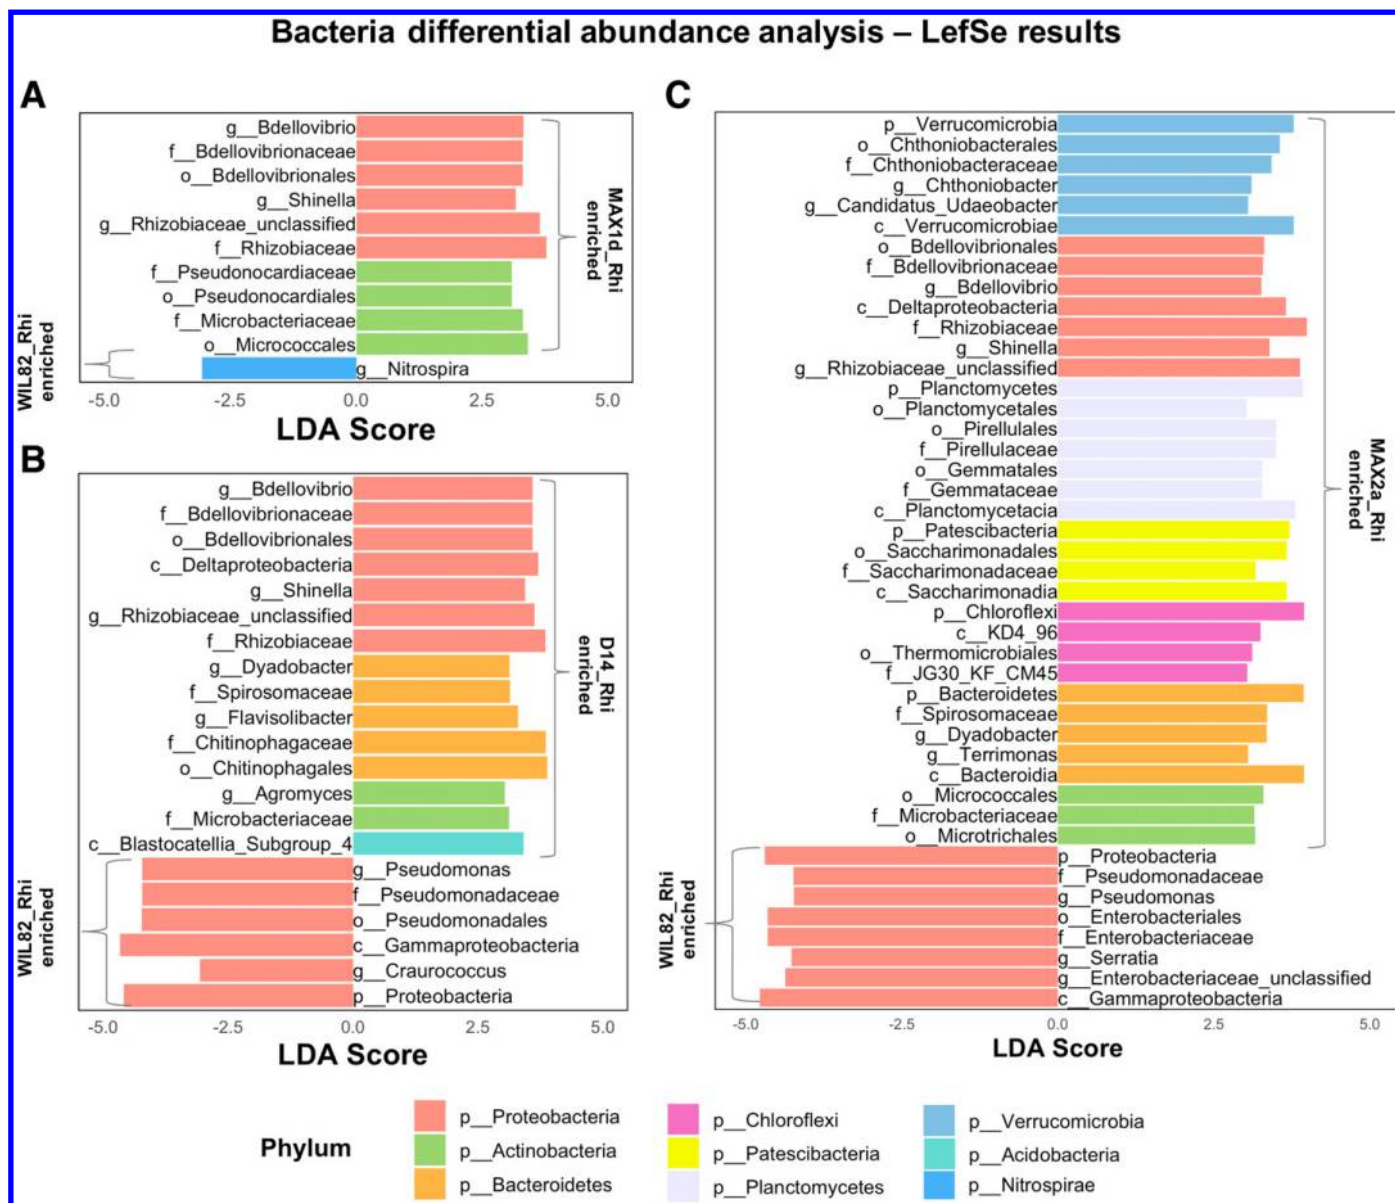 Bacteria differential abundance analysis – LefSe results
A
g__Bdellovibrio
f__Bdellovibrionaceae
o__Bdellovibrionales
g__Shinella
g__Rhizobiaceae_unclassified
f__Rhizobiaceae
f__Pseudonocardiaceae
o__Pseudonocardiales
f__Microbacteriaceae
o__Micrococcales
g__Nitrospira
MAX1d_Rhi
enriched
WIL82_Rhi
enriched
-5.0 -2.5 0.0 2.5 5.0
LDA Score
B
g__Bdellovibrio
f__Bdellovibrionaceae
o__Bdellovibrionales
c__Deltaproteobacteria
g__Shinella
g__Rhizobiaceae_unclassified
f__Rhizobiaceae
g__Dyadobacter
f__Spirosomaceae
g__Flavisolibacter
f__Chitinophagaceae
o__Chitinophagales
g__Agromyces
f__Microbacteriaceae
c__Blastocatellia_Subgroup_4
g__Pseudomonas
f__Pseudomonadaceae
o__Pseudomonadales
c__Gammaproteobacteria
g__Craurococcus
p__Proteobacteria
D14_Rhi
enriched
WIL82_Rhi
enriched
-5.0 -2.5 0.0 2.5 5.0
LDA Score
C
p__Verrucomicrobia
o__Chthoniobacterales
f__Chthoniobacteraceae
g__Chthoniobacter
g__Candidatus_Udaeobacter
c__Verrucomicrobiae
o__Bdellovibrionales
f__Bdellovibrionaceae
g__Bdellovibrio
c__Deltaproteobacteria
f__Rhizobiaceae
g__Shinella
g__Rhizobiaceae_unclassified
p__Planctomycetes
o__Planctomycetales
o__Pirellulales
f__Pirellulaceae
o__Gemmatales
f__Gemmataceae
c__Planctomycetacia
p__Patescibacteria
o__Saccharimonadales
f__Saccharimonadaceae
c__Saccharimonadia
p__Chloroflexi
c__KD4_96
o__Thermomicrobiales
f__JG30_KF_CM45
p__Bacteroidetes
f__Spirosomaceae
g__Dyadobacter
g__Terrimonas
c__Bacteroidia
o__Micrococcales
f__Microbacteriaceae
o__Microtrichales
p__Proteobacteria
f__Pseudomonadaceae
g__Pseudomonas
o__Enterobacteriales
f__Enterobacteriaceae
g__Serratia
g__Enterobacteriaceae_unclassified
c__Gammaproteobacteria
MAX2a_Rhi
enriched
WIL82_Rhi
enriched
-5.0 -2.5 0.0 2.5 5.0
LDA Score
Phylum
p__Proteobacteria
p__Actinobacteria
p__Bacteroidetes
p__Chloroflexi
p__Patescibacteria
p__Planctomycetes
p__Verrucomicrobia
p__Acidobacteria
p__Nitrospirae